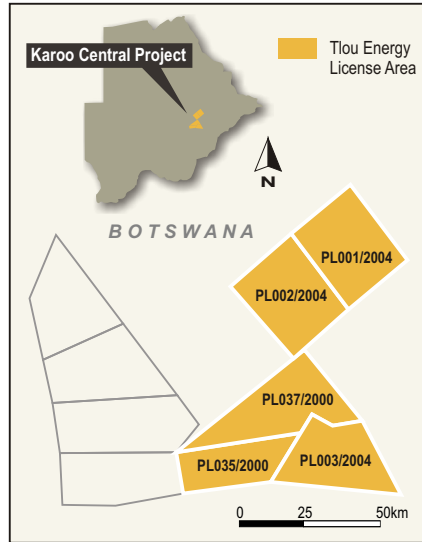 Karoo Central Project
Tlou Energy
License Area
N
BOTSWANA
PL001/2004
PL002/2004
PL037/2000
PL035/2000
PL003/2004
0 25 50km